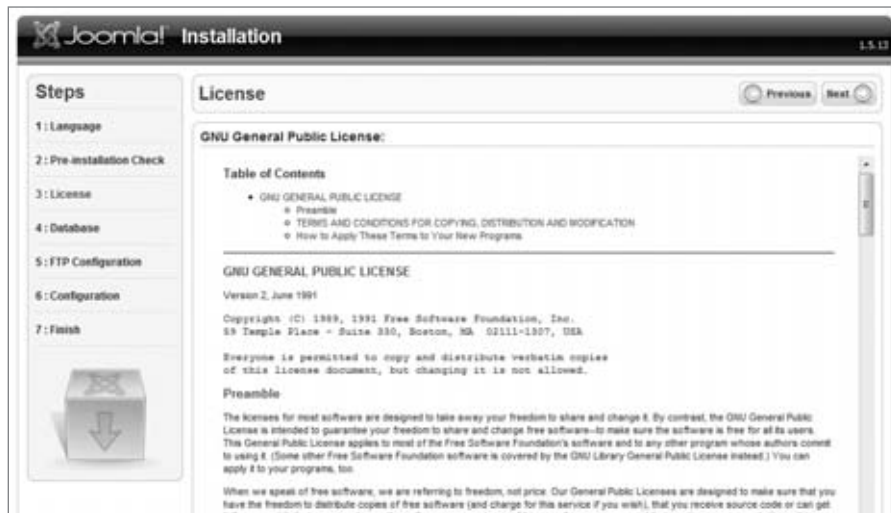 Joomla! Installation
1.5.13
Steps
1 : Language
2 : Pre-installation Check
3 : License
4 : Database
5 : FTP Configuration
6 : Configuration
7 : Finish
License
Previous
Next
GNU General Public License:
Table of Contents
GNU GENERAL PUBLIC LICENSE
Preamble
TERMS AND CONDITIONS FOR COPYING, DISTRIBUTION AND MODIFICATION
How to Apply These Terms to Your New Programs
GNU GENERAL PUBLIC LICENSE
Version 2, June 1991
Copyright (C) 1989, 1991 Free Software Foundation, Inc.
59 Temple Place - Suite 330, Boston, MA 02111-1307, USA
Everyone is permitted to copy and distribute verbatim copies
of this license document, but changing it is not allowed.
Preamble
The licenses for most software are designed to take away your freedom to share and change it. By contrast, the GNU General Public
License is intended to guarantee your freedom to share and change free software--to make sure the software is free for all its users.
This General Public License applies to most of the Free Software Foundation's software and to any other program whose authors commit
to using it. (Some other Free Software Foundation software is covered by the GNU Library General Public License instead.) You can
apply it to your programs, too.
When we speak of free software, we are referring to freedom, not price. Our General Public Licenses are designed to make sure that you
have the freedom to distribute copies of free software (and charge for this service if you wish), that you receive source code or can get